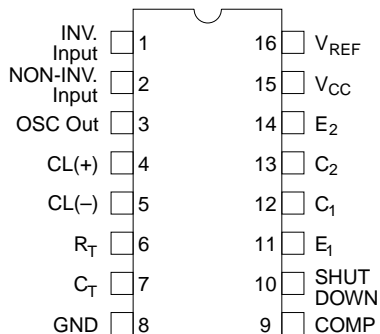 INV.
Input
1
16
VREF
NON-INV.
Input
2
15
VCC
OSC Out
3
14
E2
CL(+)
4
13
C2
CL(–)
5
12
C1
RT
6
11
E1
CT
7
10
SHUT
DOWN
GND
8
9
COMP